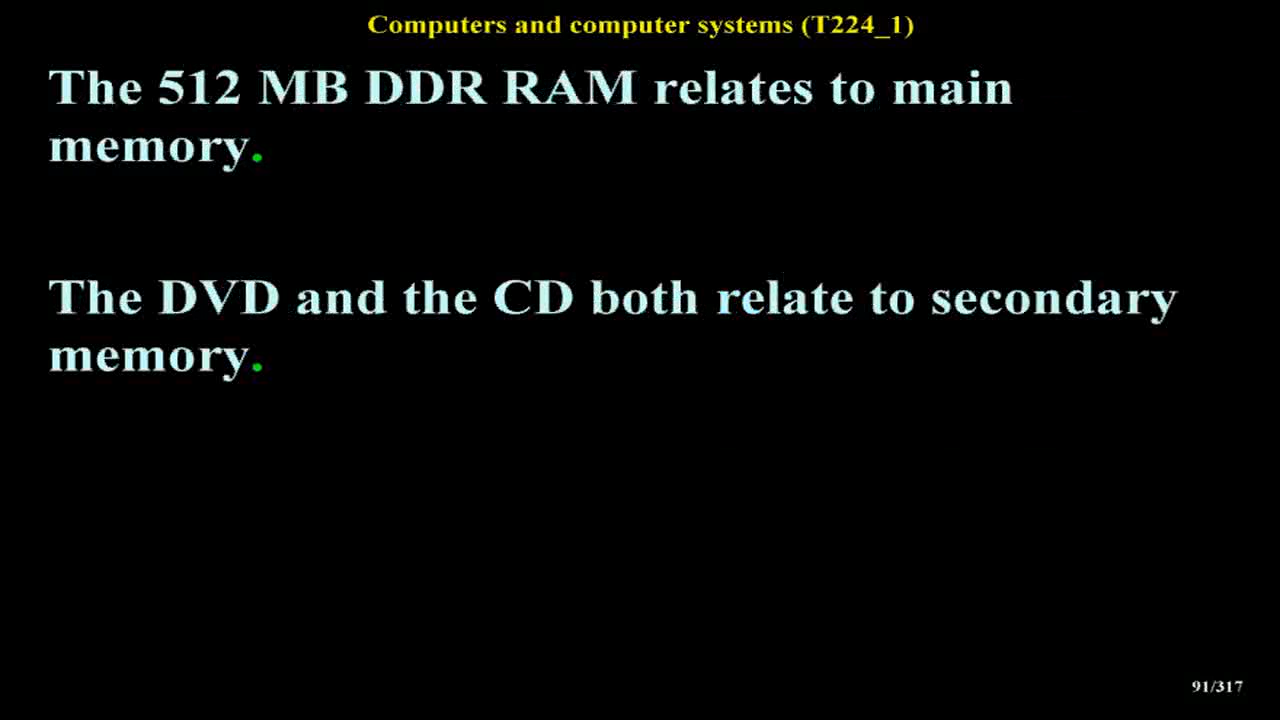 Computers and computer systems (T224_1)
The 512 MB DDR RAM relates to main
memory.
The DVD and the CD both relate to secondary
memory.
91/317